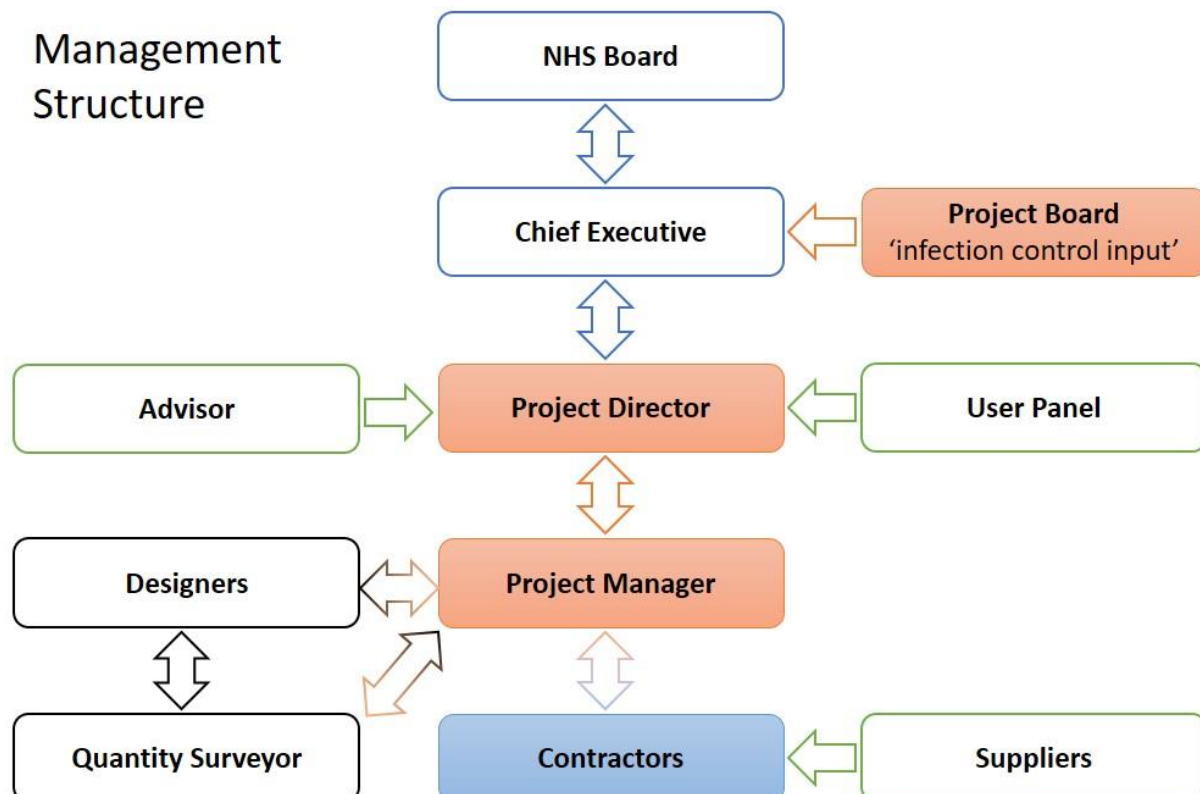 Management
Structure
NHS Board
Chief Executive
Project Board
‘infection control input’
Advisor
Project Director
User Panel
Designers
Project Manager
Quantity Surveyor
Contractors
Suppliers